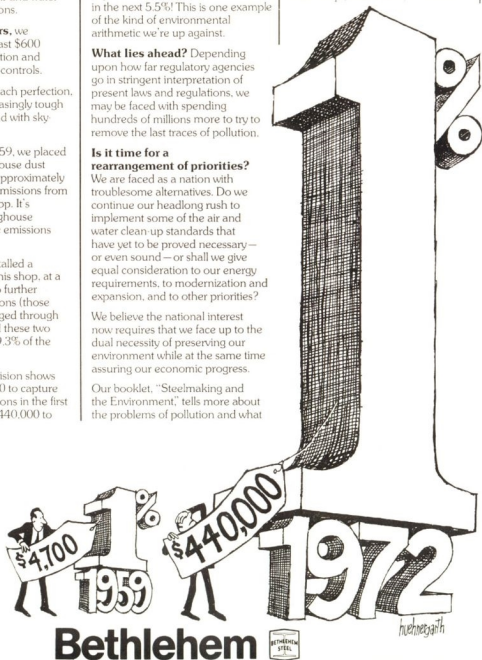 ons.
rs, we
ast $600
tion and
controls.
ach perfection,
asingly tough
d with sky-
59, we placed
ouse dust
pproximately
missions from
op. It's
ghouse
emissions
alled a
his shop, at a
o further
ons (those
ged through
d these two
9.3% of the
ision shows
0 to capture
ons in the first
440,000 to
in the next 5.5%! This is one example
of the kind of environmental
arithmetic we're up against.
What lies ahead? Depending
upon how far regulatory agencies
go in stringent interpretation of
present laws and regulations, we
may be faced with spending
hundreds of millions more to try to
remove the last traces of pollution.
Is it time for a
rearrangement of priorities?
We are faced as a nation with
troublesome alternatives. Do we
continue our headlong rush to
implement some of the air and
water clean-up standards that
have yet to be proved necessary—
or even sound—or shall we give
equal consideration to our energy
requirements, to modernization and
expansion, and to other priorities?
We believe the national interest
now requires that we face up to the
dual necessity of preserving our
environment while at the same time
assuring our economic progress.
Our booklet, "Steelmaking and
the Environment," tells more about
the problems of pollution and what
1%
$4,700
1%
1959
$440,000
1972
huehnergarth
Bethlehem
BETHLEHEM
STEEL